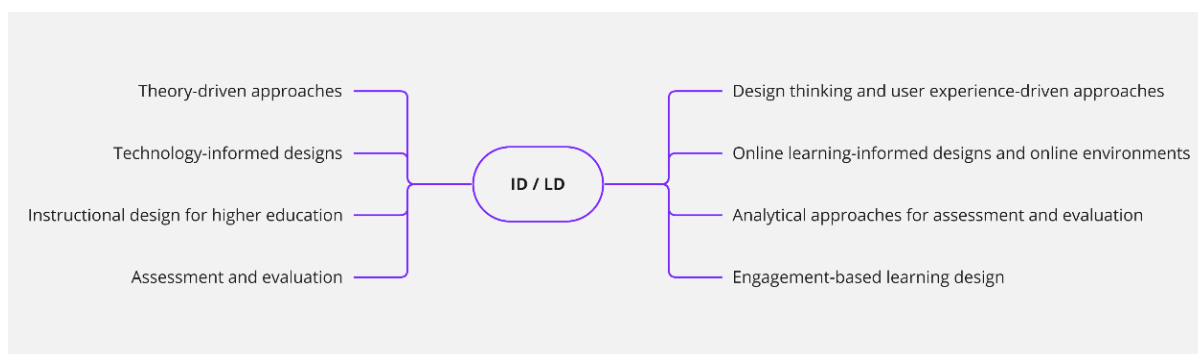 Theory-driven approaches
Technology-informed designs
Instructional design for higher education
Assessment and evaluation
ID / LD
Design thinking and user experience-driven approaches
Online learning-informed designs and online environments
Analytical approaches for assessment and evaluation
Engagement-based learning design